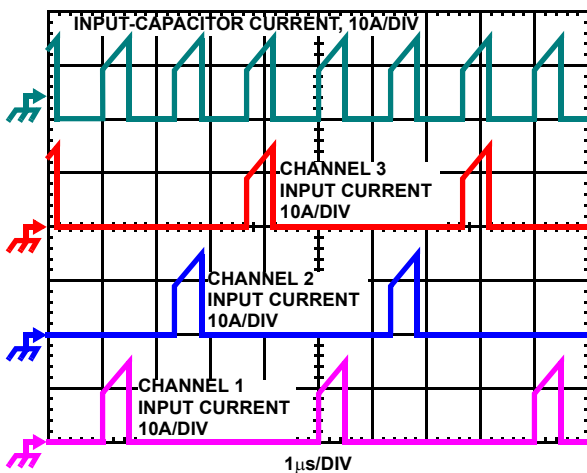 INPUT-CAPACITOR CURRENT, 10A/DIV
CHANNEL 3
INPUT CURRENT
10A/DIV
CHANNEL 2
INPUT CURRENT
10A/DIV
CHANNEL 1
INPUT CURRENT
10A/DIV
1μs/DIV